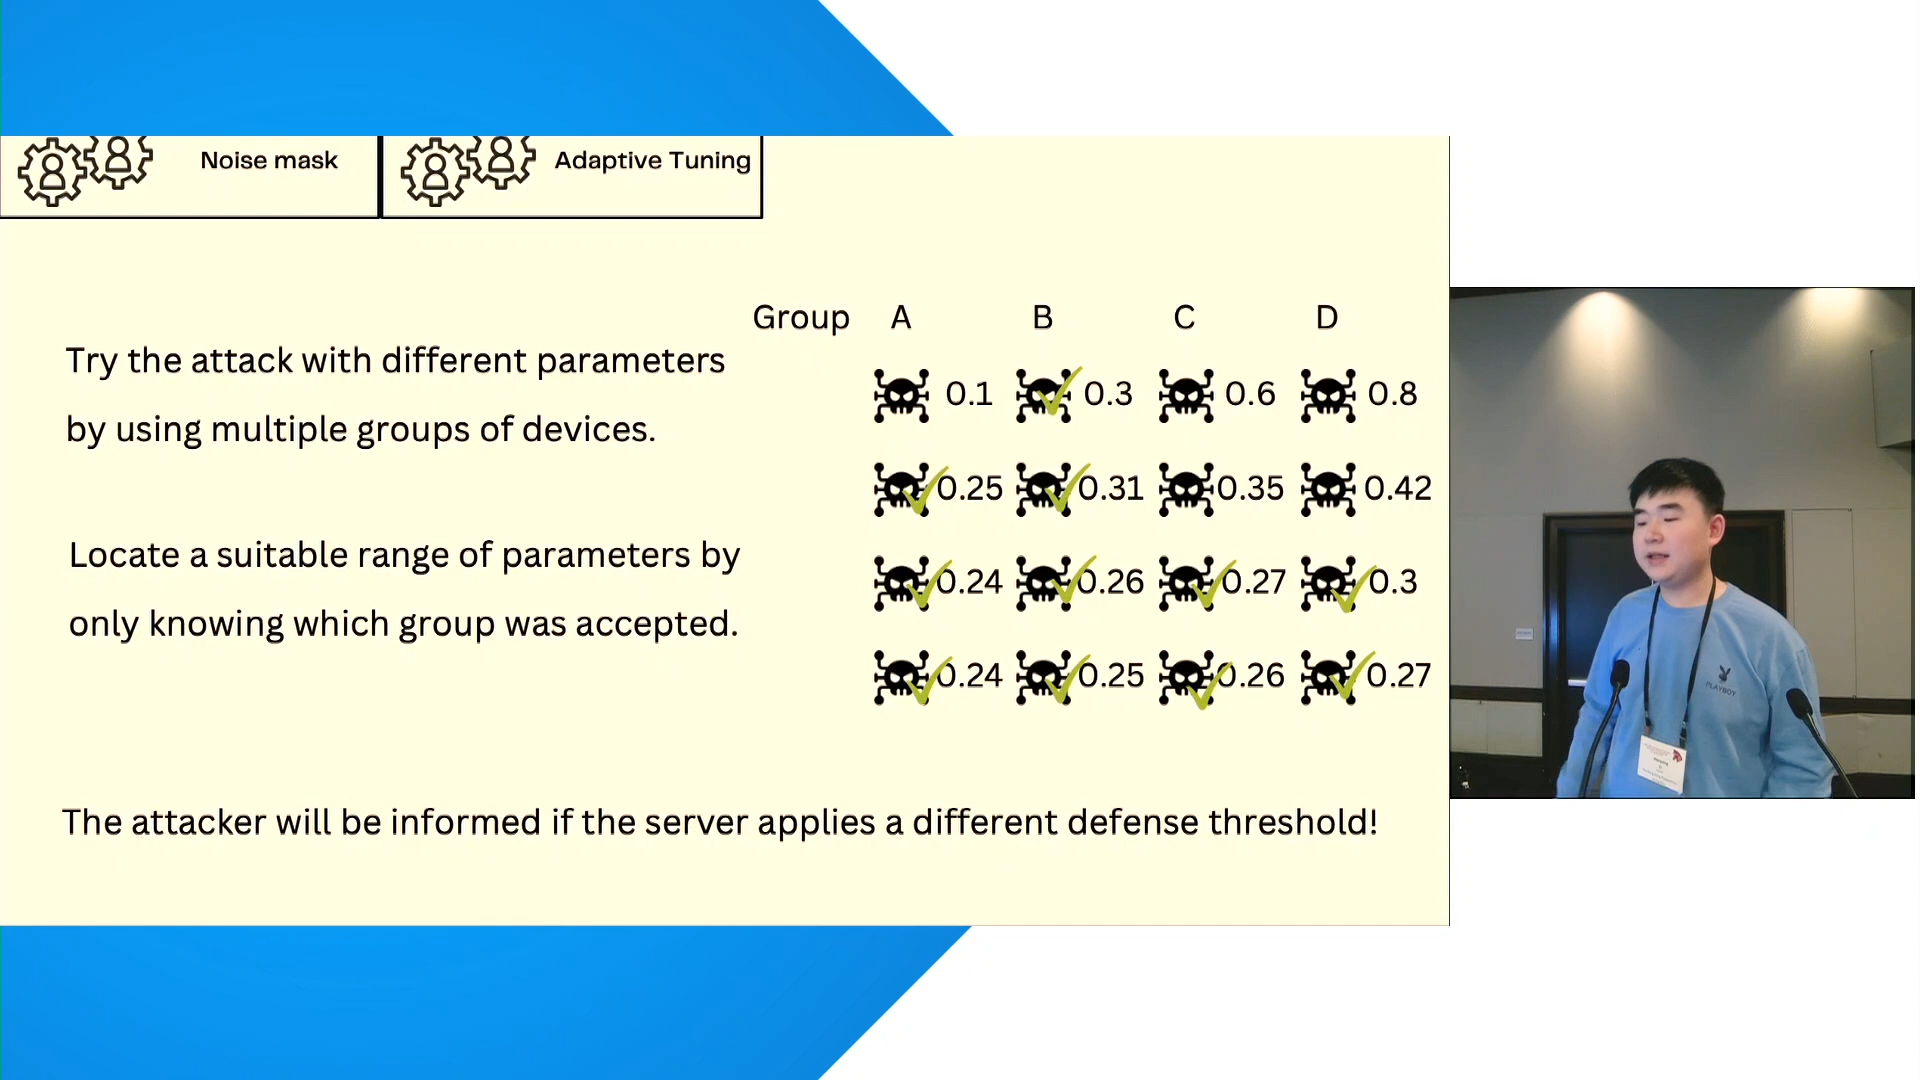 Noise mask
Adaptive Tuning
Group A B C D
Try the attack with different parameters
by using multiple groups of devices.
Locate a suitable range of parameters by
only knowing which group was accepted.
0.1 0.3 0.6 0.8
0.25 0.31 0.35 0.42
0.24 0.26 0.27 0.3
0.24 0.25 0.26 0.27
The attacker will be informed if the server applies a different defense threshold!
PLAYBOY